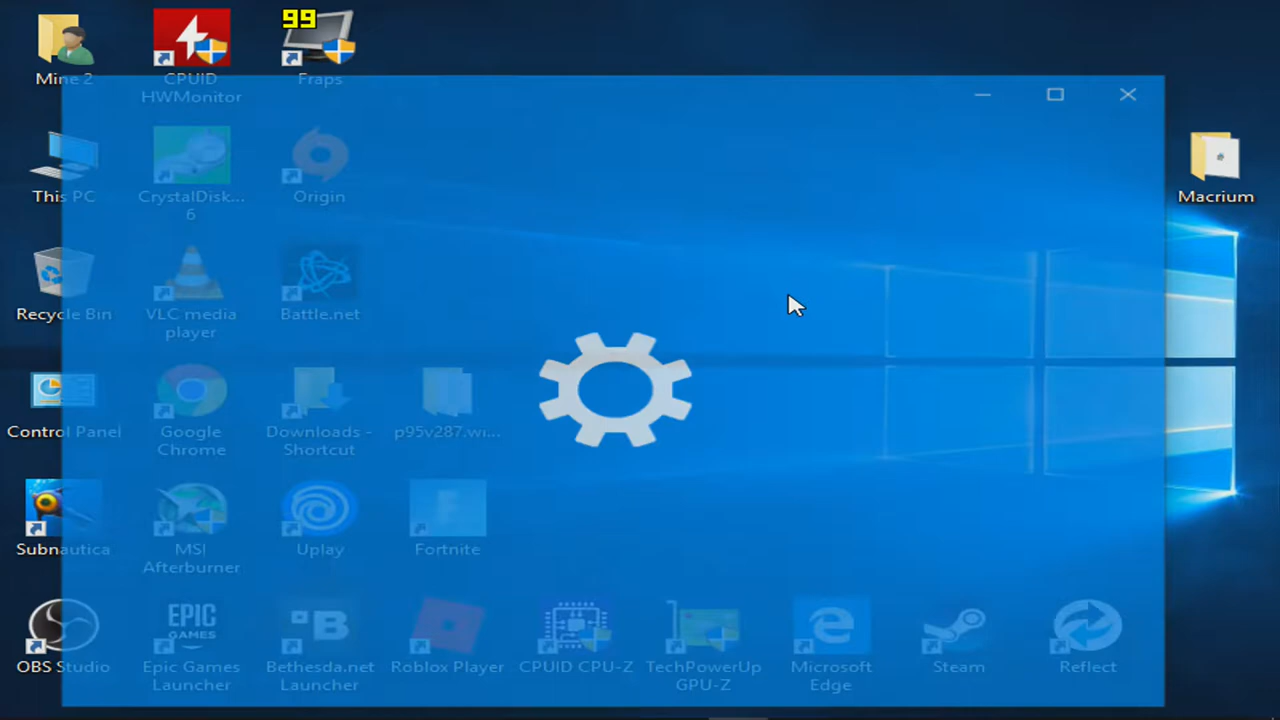 99
Mine 2
CPUID
HWMonitor
Fraps
This PC
CrystalDisk...
6
Origin
Macrium
Recycle Bin
VLC media
player
Battle.net
Control Panel
Google
Chrome
Downloads -
Shortcut
p95v287.wi...
Subnautica
MSI
Afterburner
Uplay
Fortnite
EPIC
GAMES
B
OBS Studio
Epic Games
Launcher
Bethesda.net
Launcher
Roblox Player
CPUID CPU-Z
TechPowerUp
GPU-Z
Microsoft
Edge
Steam
Reflect